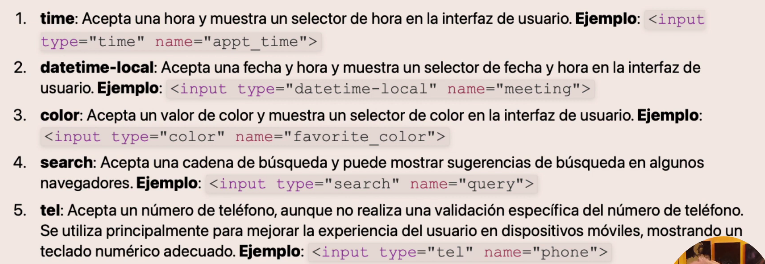 1. time: Acepta una hora y muestra un selector de hora en la interfaz de usuario. Ejemplo: <input
type="time" name="appt_time">
2. datetime-local: Acepta una fecha y hora y muestra un selector de fecha y hora en la interfaz de
usuario. Ejemplo: <input type="datetime-local" name="meeting">
3. color: Acepta un valor de color y muestra un selector de color en la interfaz de usuario. Ejemplo:
<input type="color" name="favorite_color">
4. search: Acepta una cadena de búsqueda y puede mostrar sugerencias de búsqueda en algunos
navegadores. Ejemplo: <input type="search" name="query">
5. tel: Acepta un número de teléfono, aunque no realiza una validación específica del número de teléfono.
Se utiliza principalmente para mejorar la experiencia del usuario en dispositivos móviles, mostrando un
teclado numérico adecuado. Ejemplo: <input type="tel" name="phone">